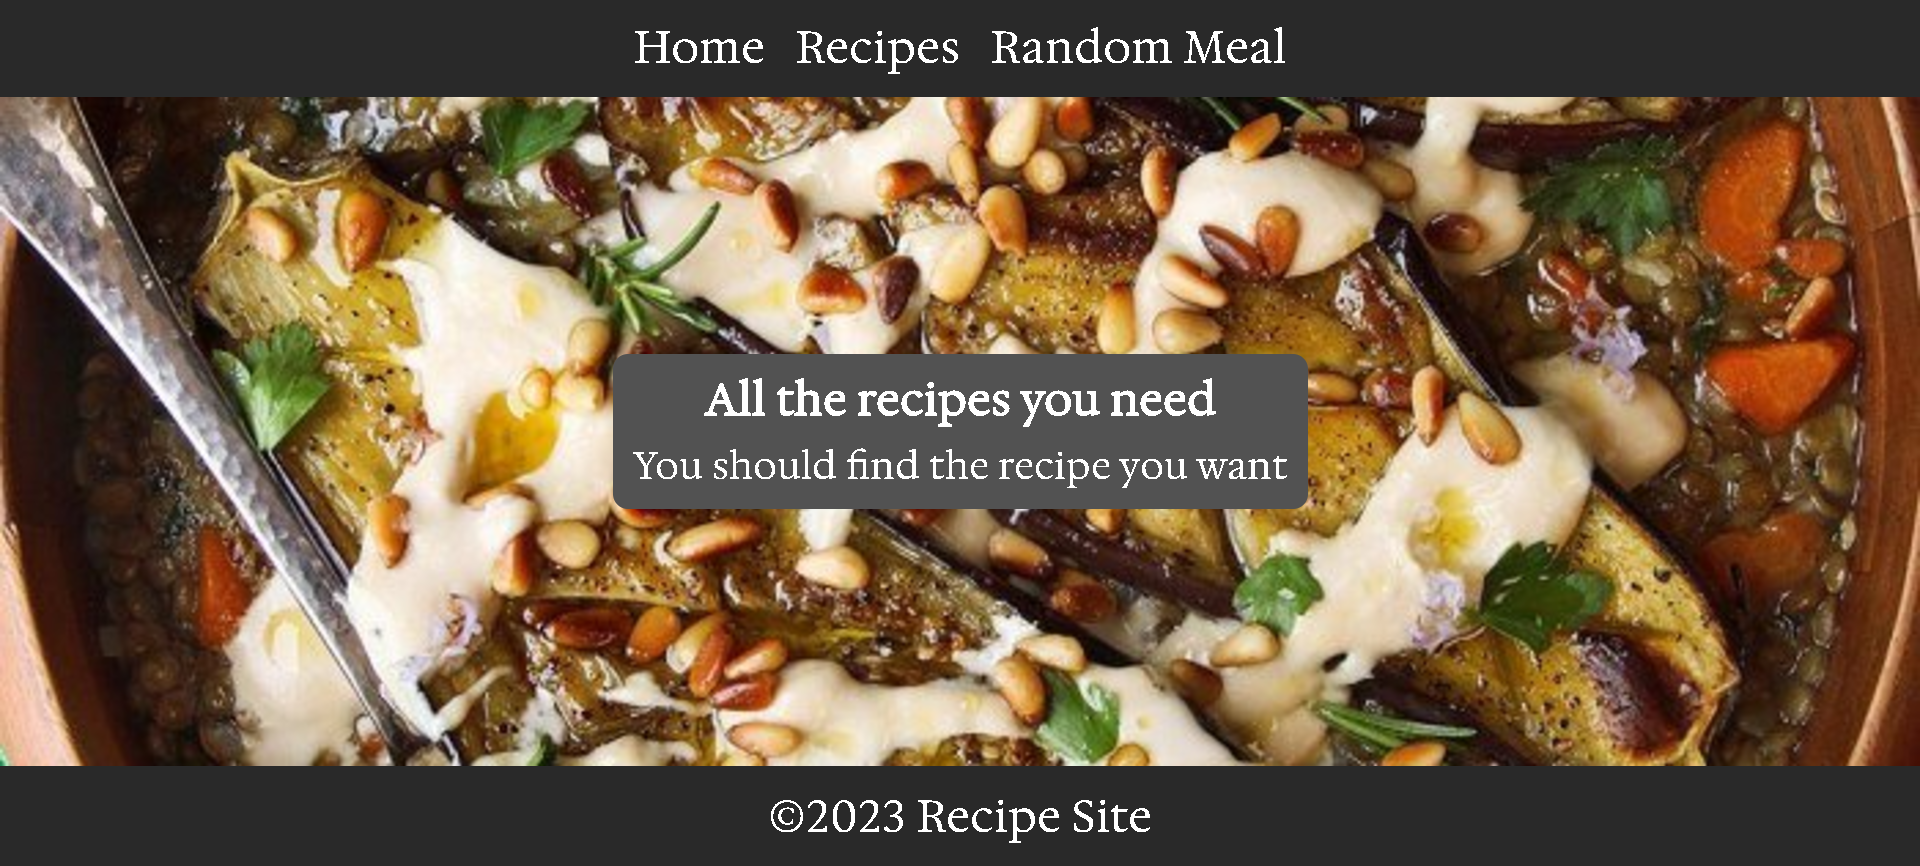 Home Recipes Random Meal
All the recipes you need
You should find the recipe you want
©2023 Recipe Site